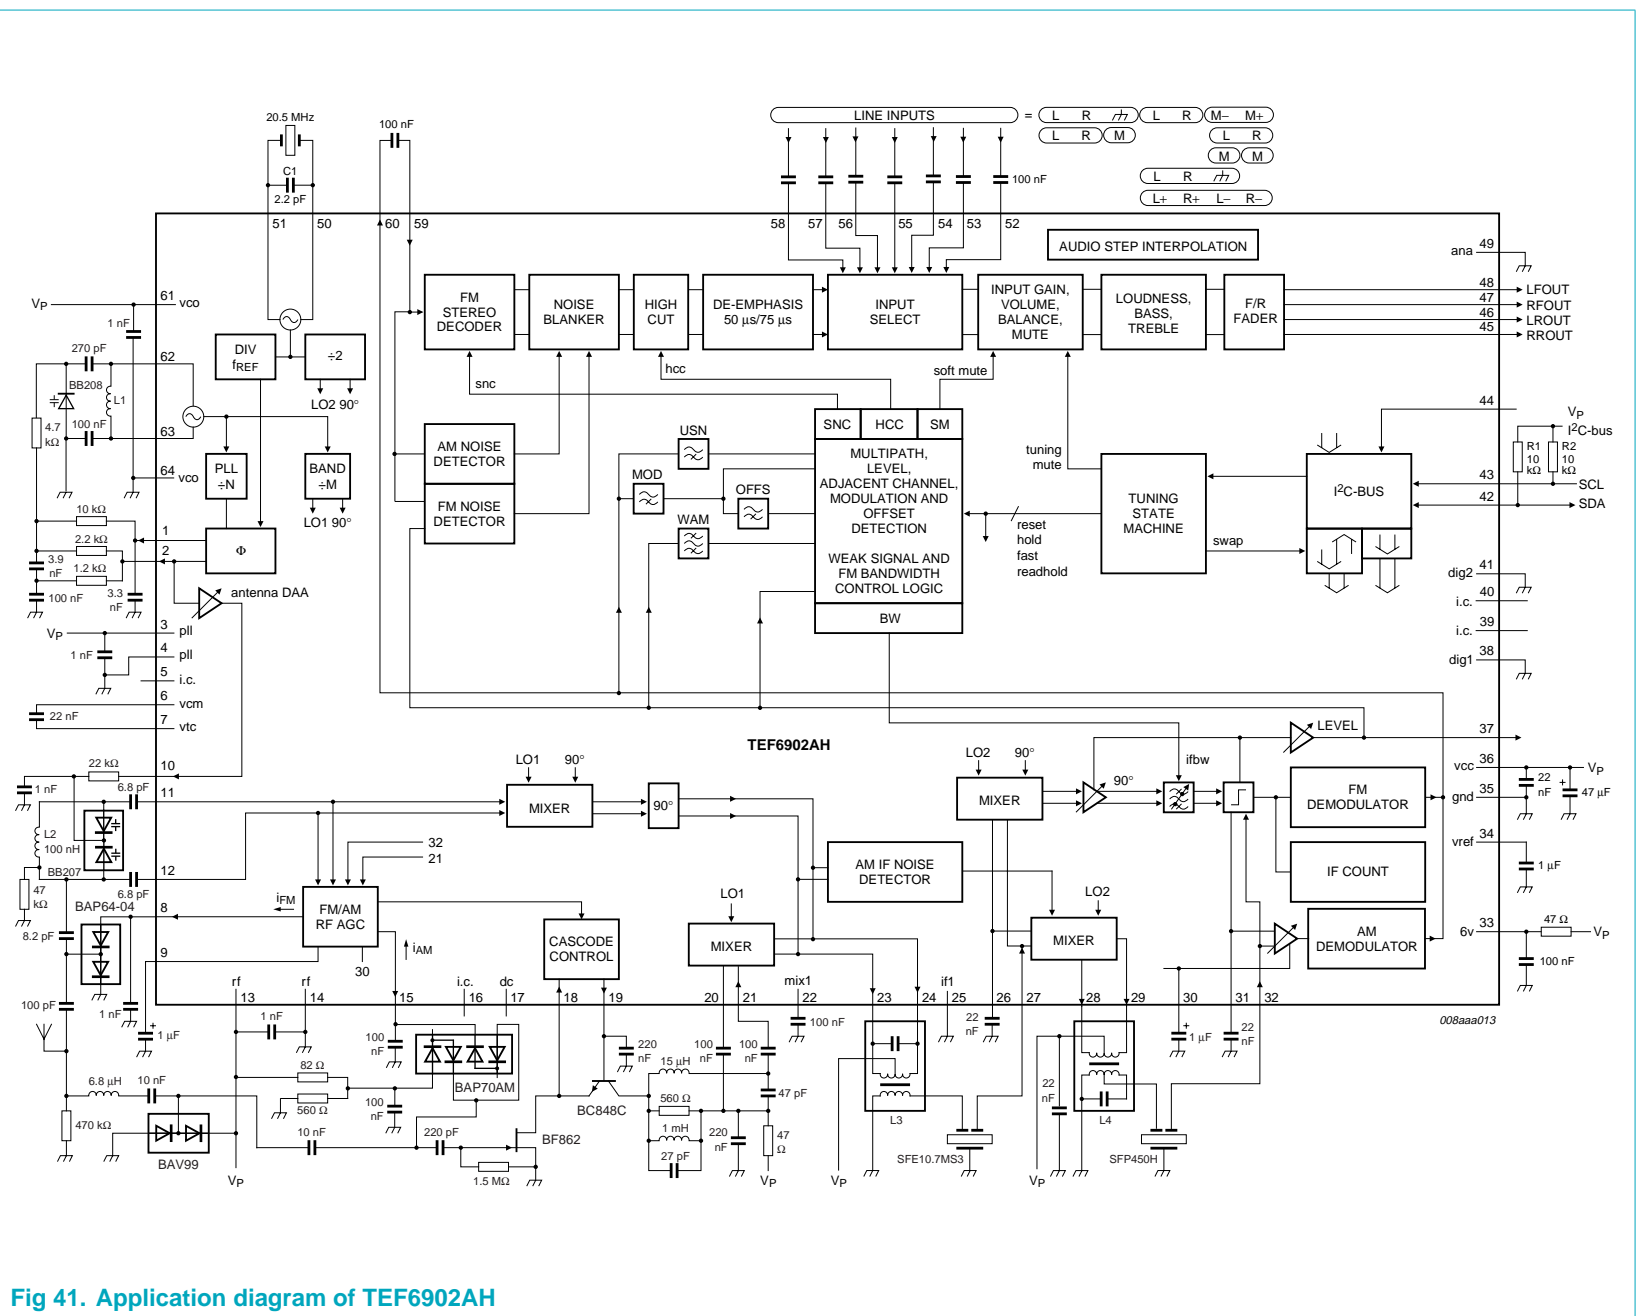 20.5 MHz
C1
2.2 pF
100 nF
LINE INPUTS
=
L R
L R
M− M+
L R
M
L R
M
M
L R
L+ R+ L− R−
100 nF
51
50
60
59
58
57
56
55
54
53
52
AUDIO STEP INTERPOLATION
ana
49
VP
61
vco
1 nF
FM
STEREO
DECODER
NOISE
BLANKER
HIGH
CUT
DE-EMPHASIS
50 µs/75 µs
INPUT
SELECT
INPUT GAIN,
VOLUME,
BALANCE,
MUTE
LOUDNESS,
BASS,
TREBLE
F/R
FADER
48
LFOUT
47
RFOUT
46
LROUT
45
RROUT
DIV
fREF
÷2
LO2 90°
270 pF
62
BB208
L1
4.7
kΩ
100 nF
63
snc
hcc
soft mute
64
vco
PLL
÷N
BAND
÷M
LO1 90°
AM NOISE
DETECTOR
FM NOISE
DETECTOR
USN
MOD
OFFS
WAM
SNC
HCC
SM
MULTIPATH,
LEVEL,
ADJACENT CHANNEL,
MODULATION AND
OFFSET
DETECTION
WEAK SIGNAL AND
FM BANDWIDTH
CONTROL LOGIC
BW
tuning
mute
reset
hold
fast
readhold
TUNING
STATE
MACHINE
swap
I2C-BUS
44
VP
I2C-bus
R1
10
kΩ
R2
10
kΩ
43
SCL
42
SDA
41
dig2
40
i.c.
39
i.c.
38
dig1
10 kΩ
1
2.2 kΩ
2
3.9
nF
1.2 kΩ
100 nF
3.3
nF
Φ
antenna DAA
VP
3
pll
1 nF
4
pll
5
i.c.
6
vcm
22 nF
7
vtc
TEF6902AH
LO1 90°
MIXER
90°
LO2 90°
MIXER
90°
ifbw
LEVEL
37
FM
DEMODULATOR
IF COUNT
AM
DEMODULATOR
vcc
36
VP
22
nF
47 µF
+
gnd
35
vref
34
1 µF
6v
33
47 Ω
VP
100 nF
22 kΩ
10
1 nF
6.8 pF
11
L2
100 nH
BB207
12
6.8 pF
47
kΩ
BAP64-04
8
8.2 pF
9
100 pF
1 nF
+
1 µF
32
21
iFM
FM/AM
RF AGC
iAM
30
CASCODE
CONTROL
LO1
MIXER
AM IF NOISE
DETECTOR
LO2
MIXER
rf
13
rf
14
15
i.c.
16
dc
17
18
19
20
21
mix1
22
23
24
if1
25
26
27
28
29
30
31
32
008aaa013
1 nF
100
nF
BAP70AM
220
nF
100
nF
100
nF
100 nF
22
nF
+
1 µF
22
nF
82 Ω
560 Ω
100
nF
15 µH
47 pF
560 Ω
1 mH
27 pF
220
nF
47
Ω
VP
6.8 µH
10 nF
470 kΩ
BAV99
VP
10 nF
220 pF
BF862
1.5 MΩ
BC848C
VP
L3
SFE10.7MS3
22
nF
VP
L4
SFP450H
Fig 41. Application diagram of TEF6902AH